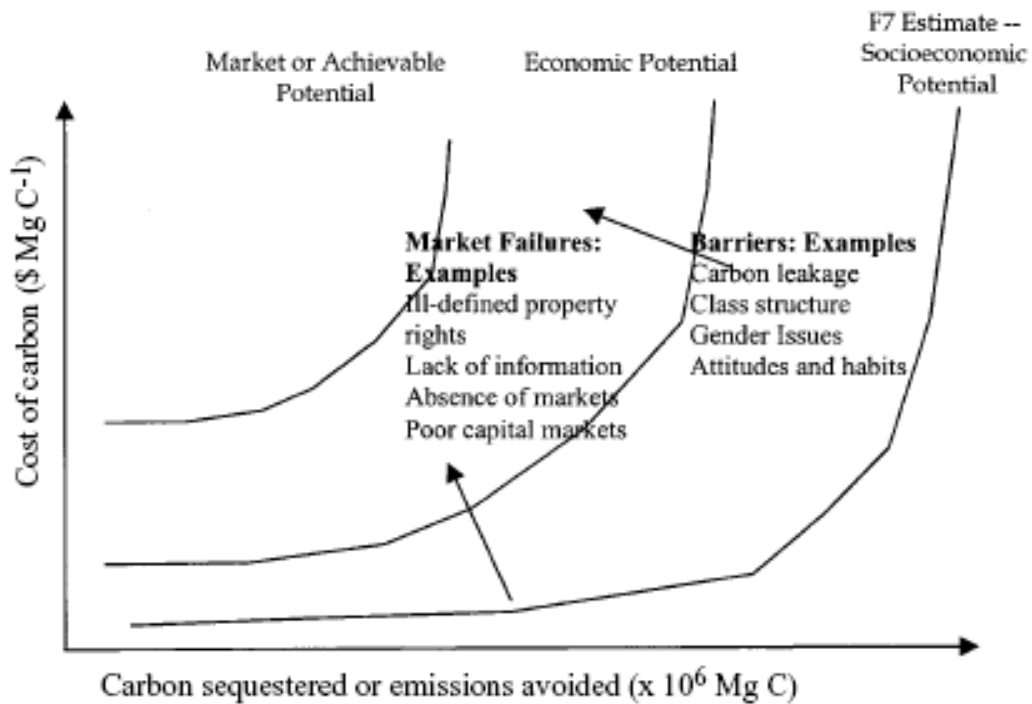 F7 Estimate --
Socioeconomic
Potential
Market or Achievable
Potential
Economic Potential
Cost of carbon ($ Mg C-1)
Market Failures:
Examples
Ill-defined property
rights
Lack of information
Absence of markets
Poor capital markets
Barriers: Examples
Carbon leakage
Class structure
Gender Issues
Attitudes and habits
Carbon sequestered or emissions avoided (x 10⁶ Mg C)